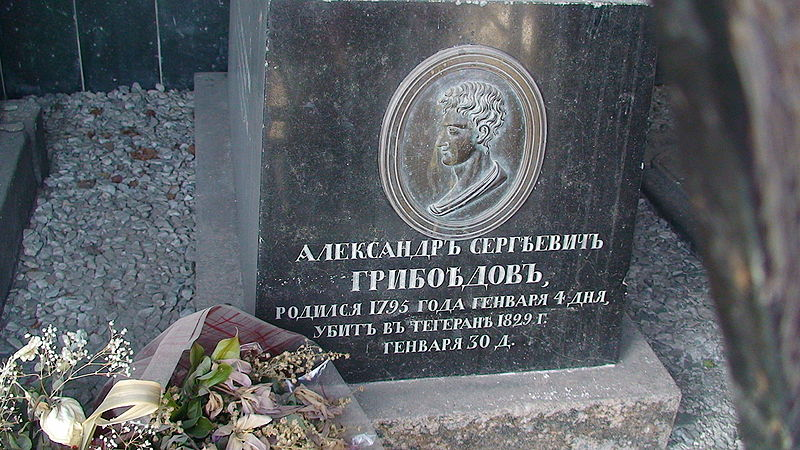 АЛЕКСАНДРЪ СЕРГѢЕВИЧЪ
ГРИБОѢДОВЪ,
РОДИЛСЯ 1795 ГОДА ГЕНВАРЯ 4 ДНЯ,
УБИТЪ ВЪ ТЕГЕРАНѢ 1829 Г.
ГЕНВАРЯ 30 Д.